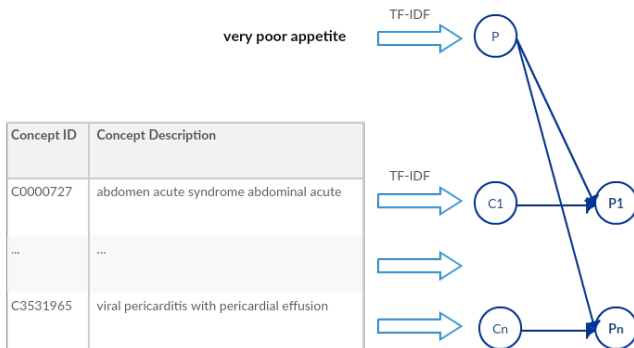 TF-IDF
very poor appetite
P
Concept ID Concept Description
TF-IDF
C0000727 abdomen acute syndrome abdominal acute
C1
P1
... ...
C3531965 viral pericarditis with pericardial effusion
Cn
Pn